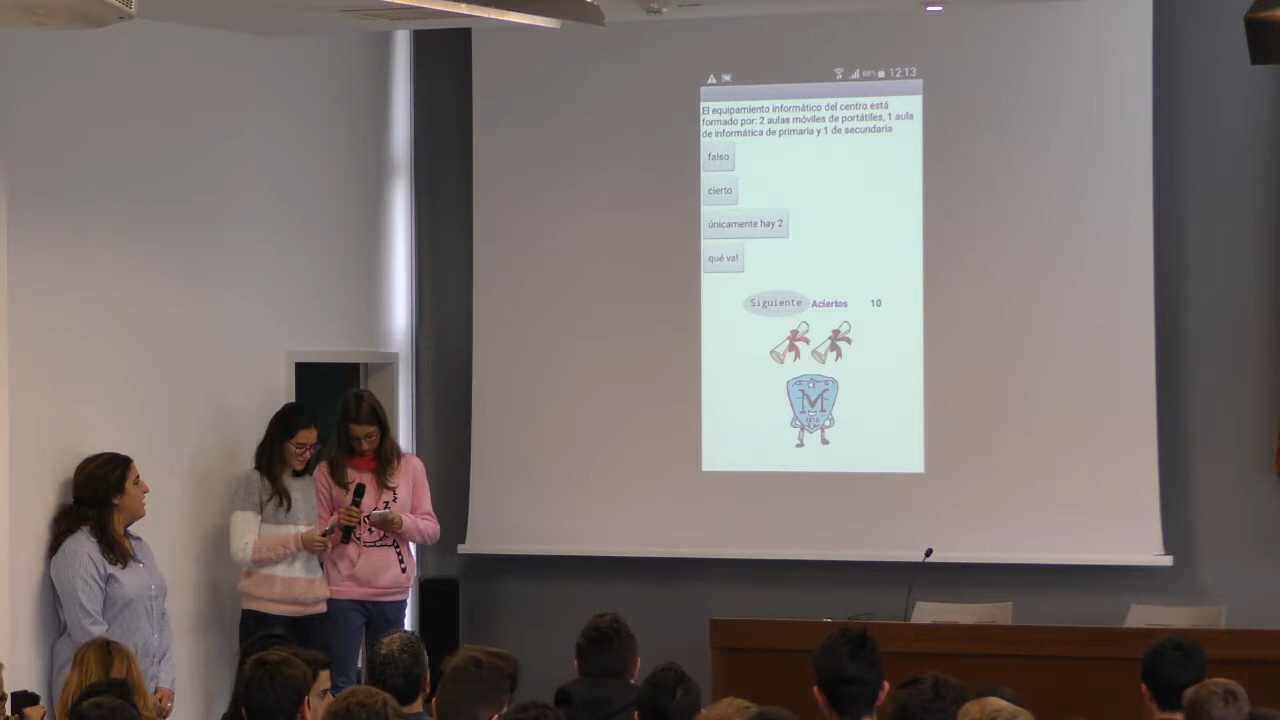 12:13
El equipamiento informático del centro está
formado por: 2 aulas móviles de portátiles, 1 aula
de informática de primaria y 1 de secundaria
falso
cierto
únicamente hay 2
qué va!
Siguiente Aciertos 10
M